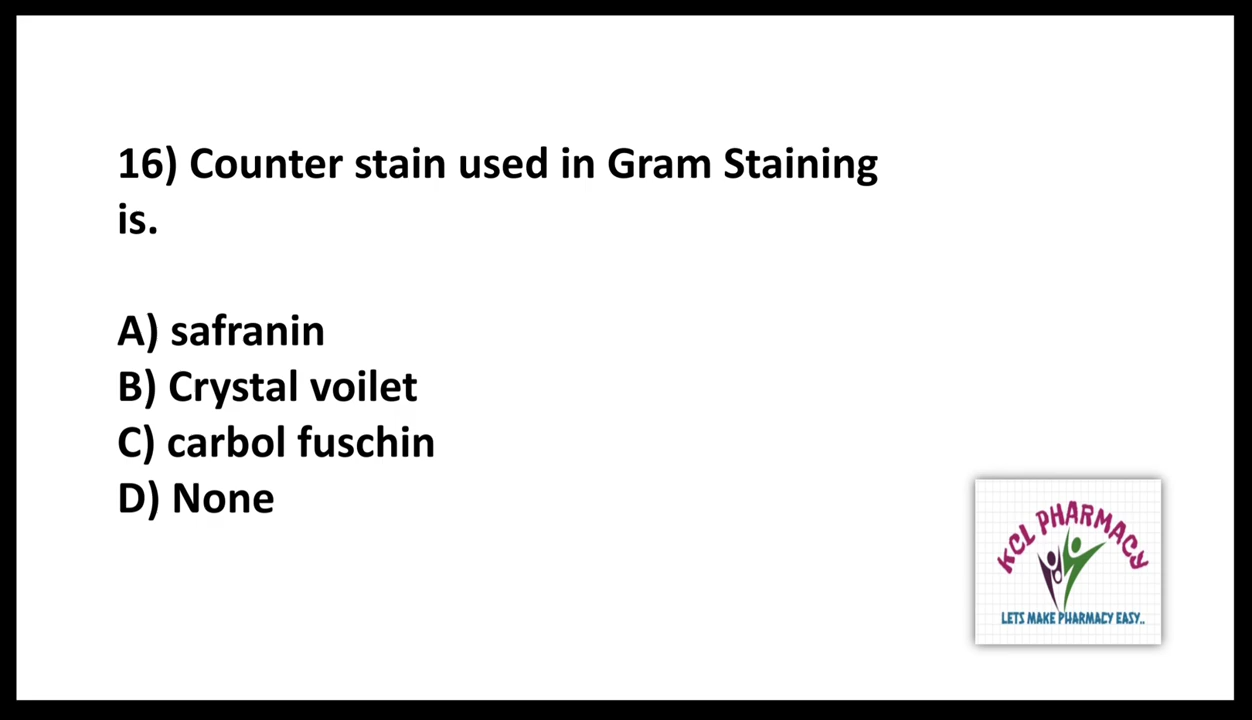 16) Counter stain used in Gram Staining
is.
A) safranin
B) Crystal voilet
C) carbol fuschin
D) None
KCL PHARMACY
LETS MAKE PHARMACY EASY..